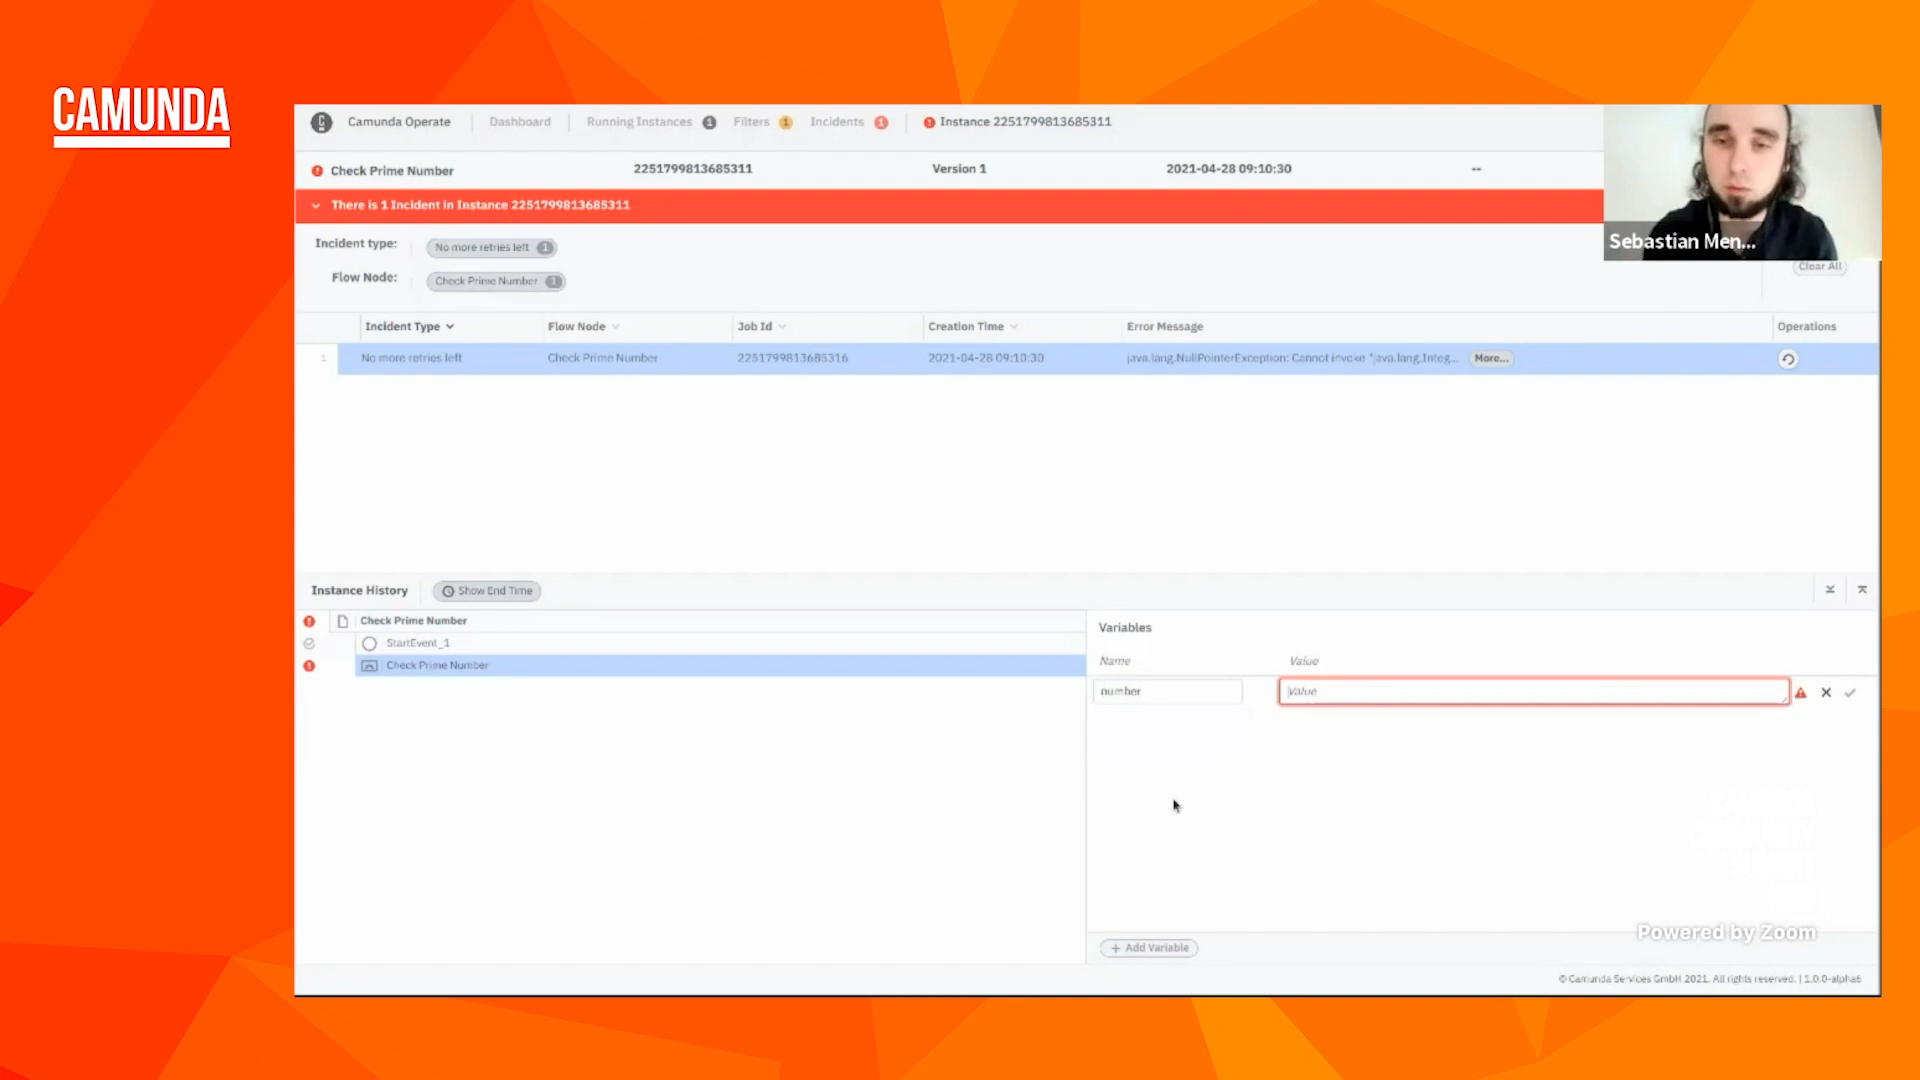 CAMUNDA
Camunda Operate Dashboard Running Instances 1 Filters 1 Incidents 1 Instance 2251799813685311
Check Prime Number 2251799813685311 Version 1 2021-04-28 09:10:30 --
There is 1 Incident in Instance 2251799813685311
Sebastian Men...
Incident type: No more retries left 1
Clear All
Flow Node: Check Prime Number 1
Incident Type Flow Node Job Id Creation Time Error Message Operations
1 No more retries left Check Prime Number 2251799813685316 2021-04-28 09:10:30 java.lang.NullPointerException: Cannot invoke "java.lang.Integ... More...
Instance History Show End Time
Check Prime Number
StartEvent_1
Check Prime Number
Variables
Name Value
number Value
Powered by Zoom
+ Add Variable
© Camunda Services GmbH 2021. All rights reserved. | 1.0.0-alpha6